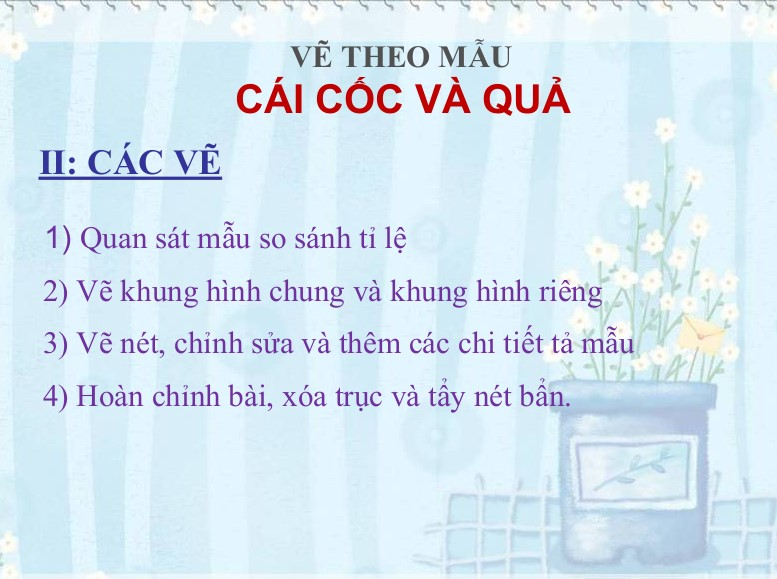 VẼ THEO MẪU
CÁI CỐC VÀ QUẢ
II: CÁC VẼ
1) Quan sát mẫu so sánh tỉ lệ
2) Vẽ khung hình chung và khung hình riêng
3) Vẽ nét, chỉnh sửa và thêm các chi tiết tả mẫu
4) Hoàn chỉnh bài, xóa trục và tẩy nét bẩn.